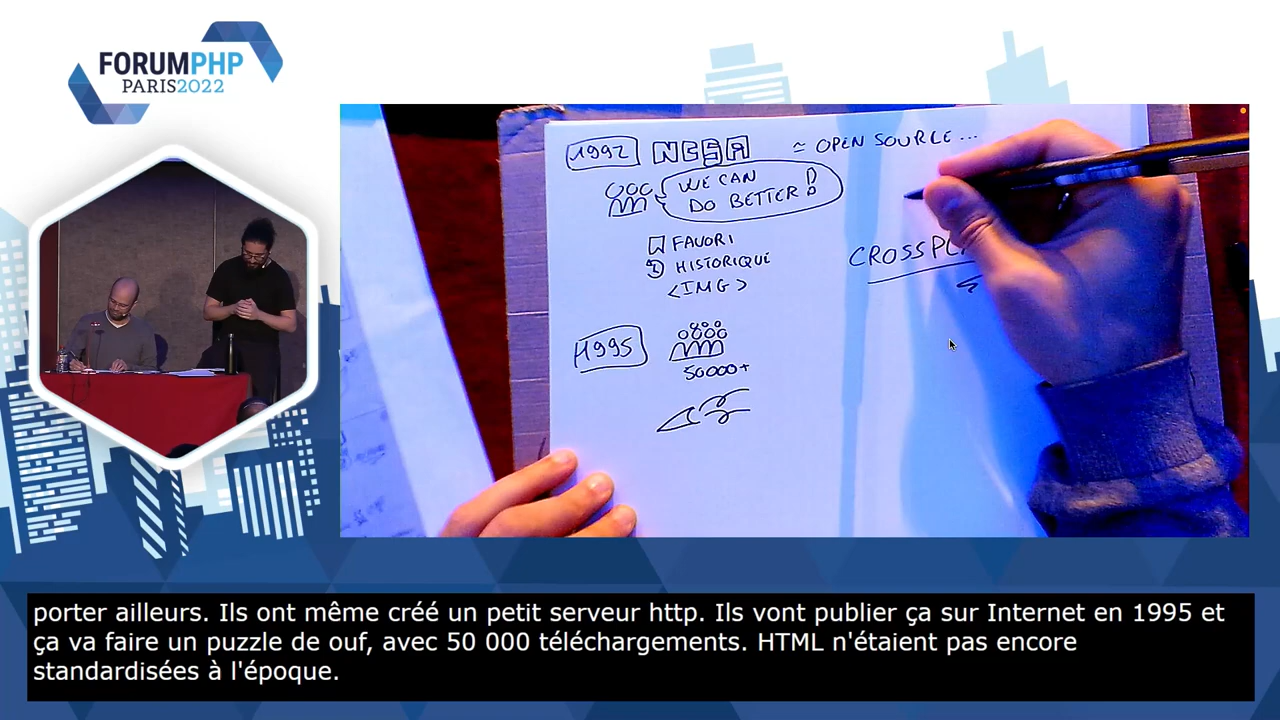 FORUMPHP
PARIS2022
1992 NCSA ≃ OPEN SOURCE...
WE CAN
DO BETTER!
FAVORI
HISTORIQUE
<IMG>
CROSSPL
1995
50000+
porter ailleurs. Ils ont même créé un petit serveur http. Ils vont publier ça sur Internet en 1995 et
ça va faire un puzzle de ouf, avec 50 000 téléchargements. HTML n'étaient pas encore
standardisées à l'époque.